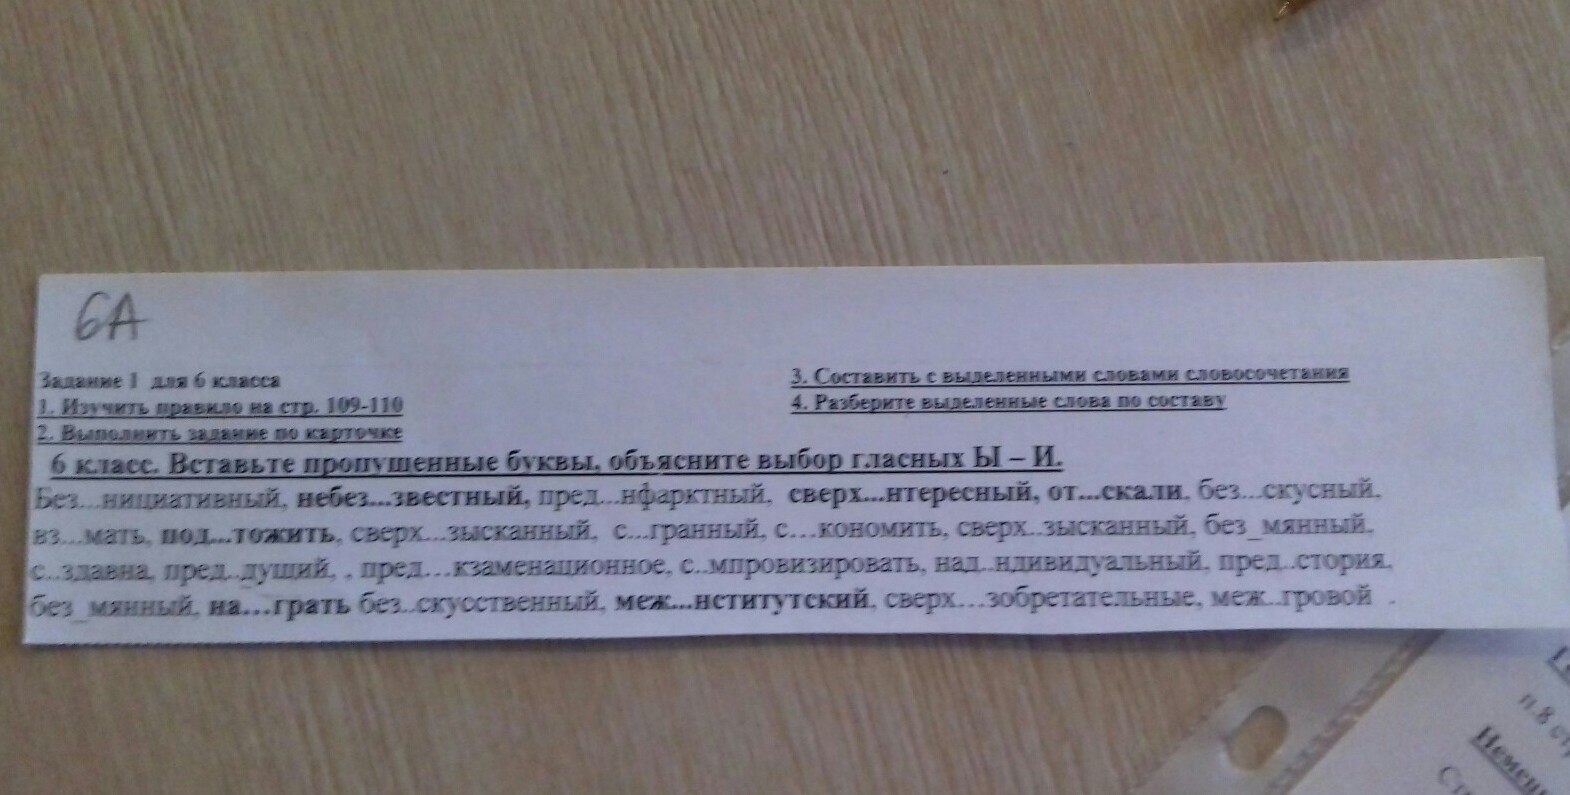 6А
Задание 1 для 6 класса
1. Изучить правило на стр. 109-110
2. Выполнить задание по карточке
3. Составить с выделенными словами словосочетания
4. Разберите выделенные слова по составу
6 класс. Вставьте пропущенные буквы, объясните выбор гласных Ы – И.
Без...нициативный, небез...звестный, пред...нфарктный, сверх...нтересный, от...скали, без...скусный,
вз...мать, под...тожить, сверх...зысканный, с...гранный, с...кономить, сверх..зысканный, без_мянный,
с..здавна, пред..дущий, , пред...кзаменационное, с..мпровизировать, над..ндивидуальный, пред..стория,
без_мянный, на...грать без..скусственный, меж...нститутский, сверх...зобретательные, меж..гровой .
п.8